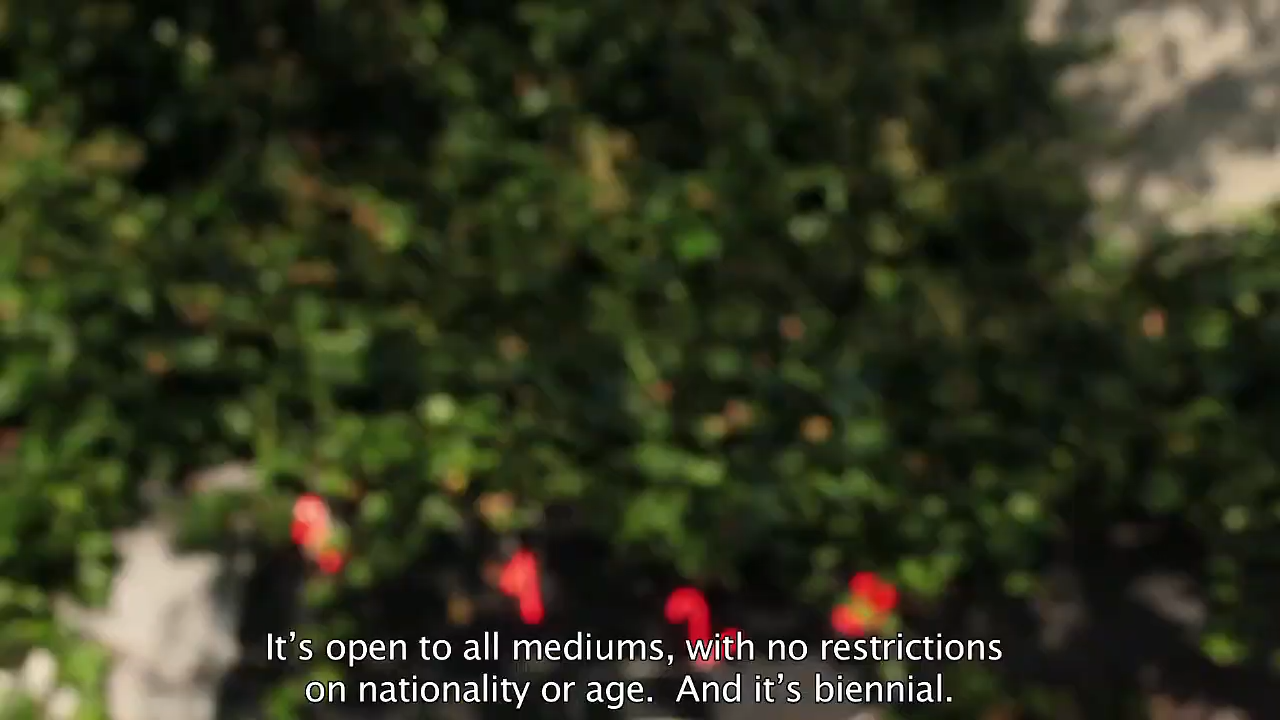 It’s open to all mediums, with no restrictions
on nationality or age.  And it’s biennial.